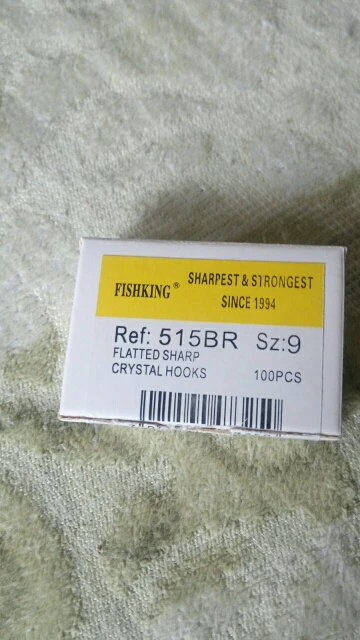 FISHKING® SHARPEST & STRONGEST
SINCE 1994
Ref: 515BR Sz:9
FLATTED SHARP
CRYSTAL HOOKS 100PCS